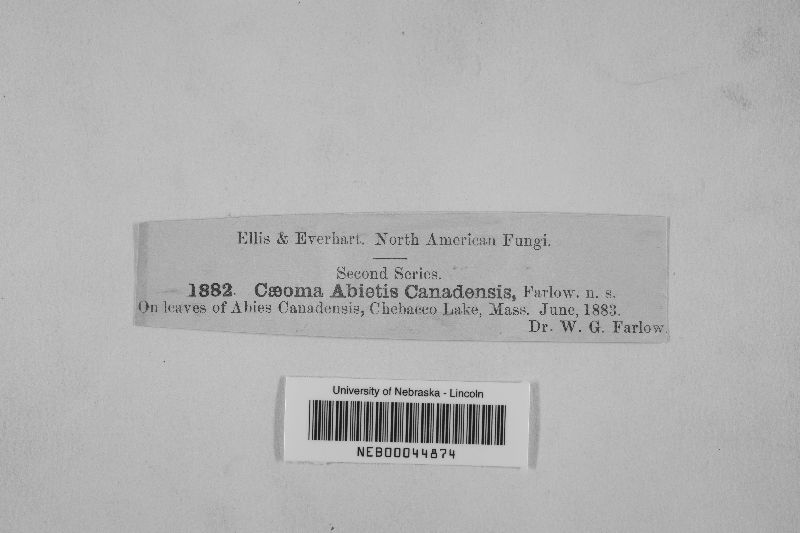 Ellis & Everhart. North American Fungi.
Second Series.
1882. Cæoma Abietis Canadensis, Farlow. n. s.
On leaves of Abies Canadensis, Chebacco Lake, Mass. June, 1883.
Dr. W. G. Farlow.
University of Nebraska - Lincoln
NEB00044874